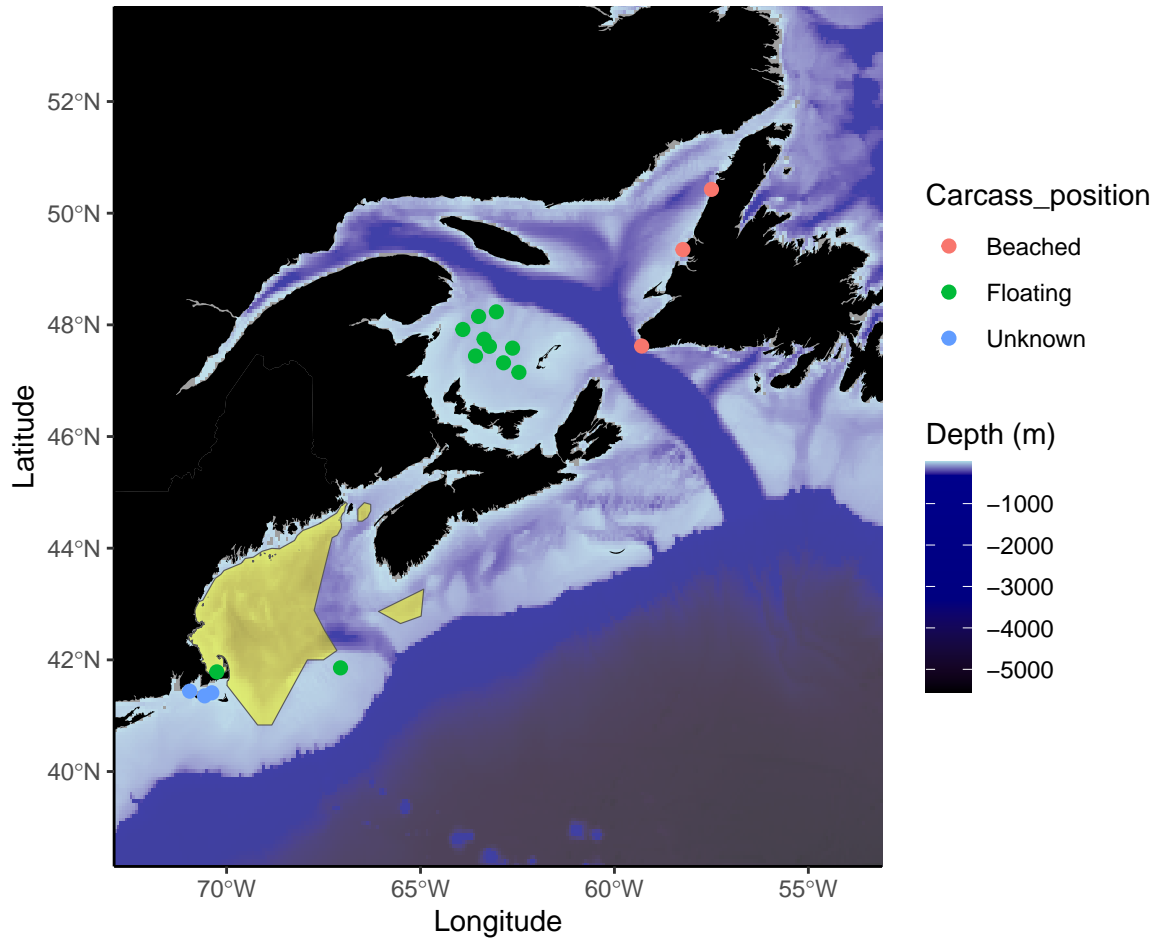 52°N
50°N
48°N
46°N
44°N
42°N
40°N
Latitude
70°W
65°W
60°W
55°W
Longitude
Carcass_position
Beached
Floating
Unknown
Depth (m)
−1000
−2000
−3000
−4000
−5000